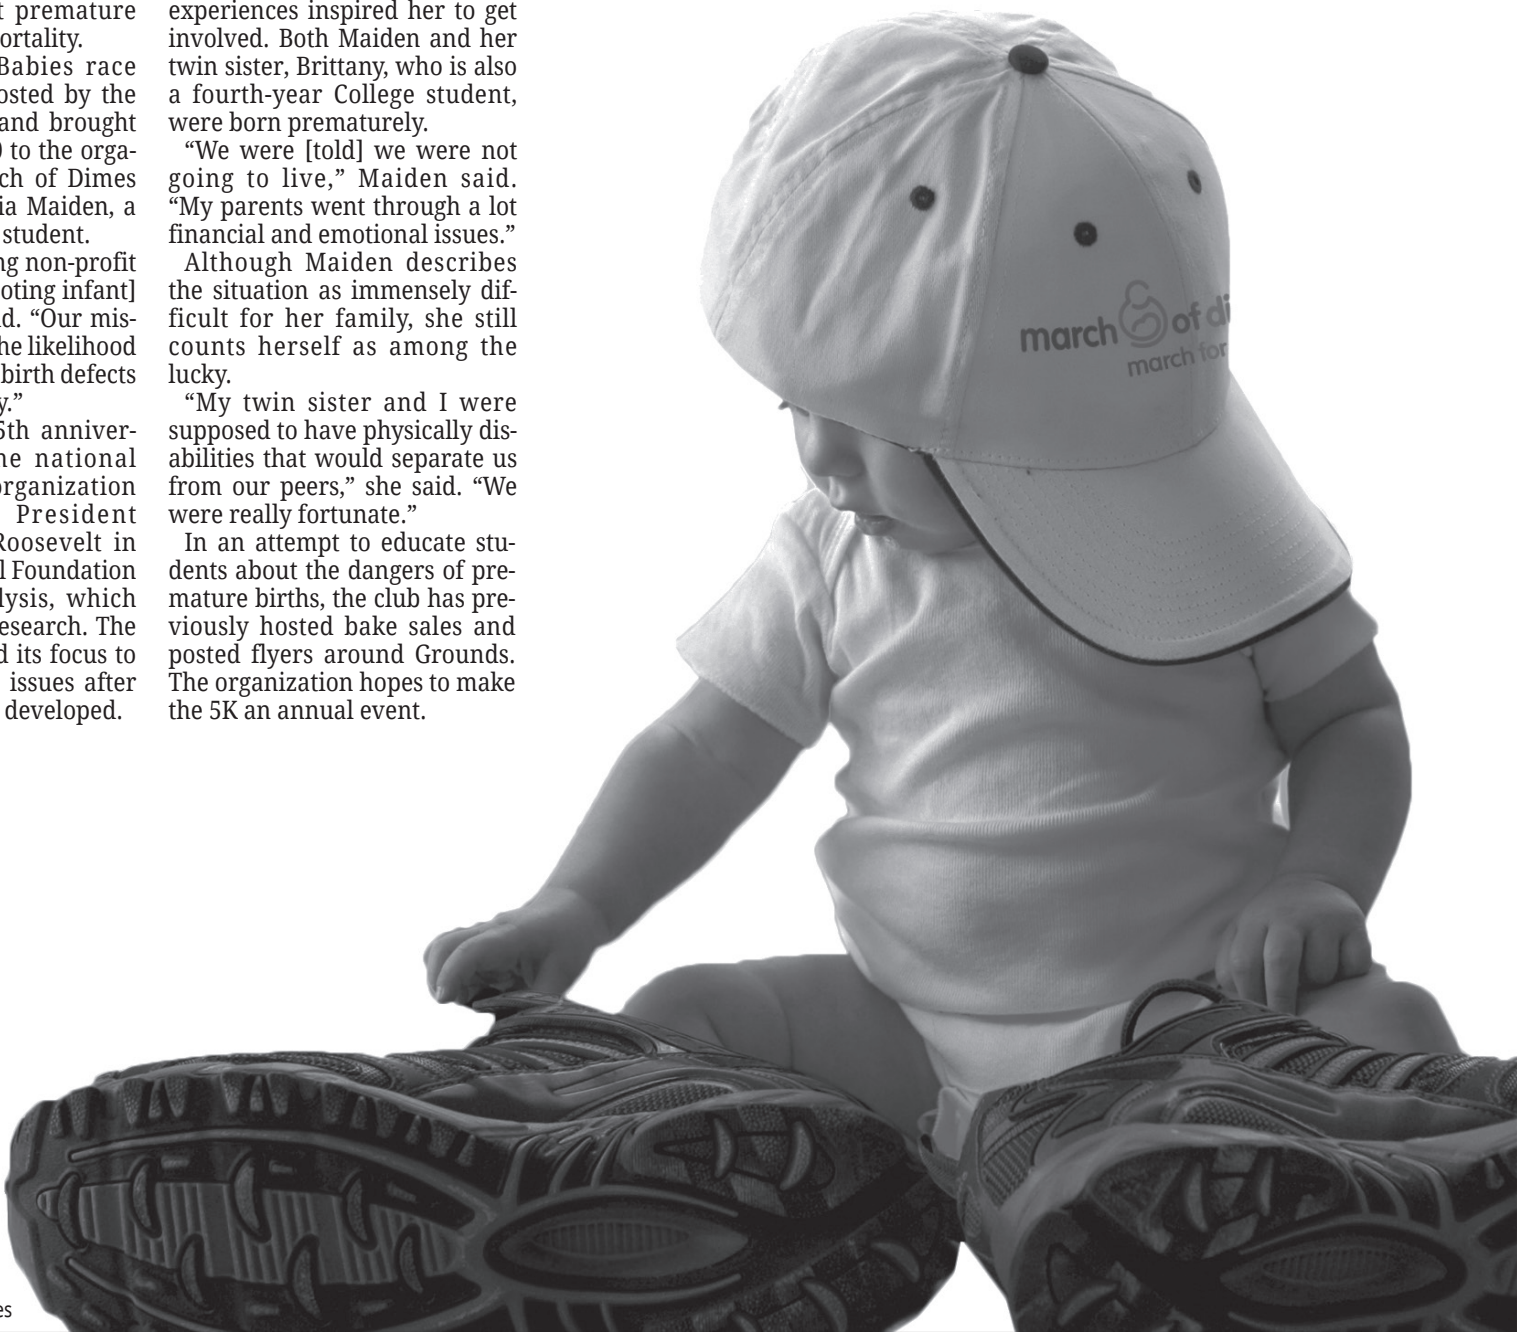 t premature
ortality.
Babies race
osted by the
and brought
0 to the orga-
ch of Dimes
ia Maiden, a
student.
ng non-profit
oting infant]
d. “Our mis-
he likelihood
birth defects
y.”
5th anniver-
he national
organization
President
Roosevelt in
l Foundation
lysis, which
esearch. The
d its focus to
issues after
developed.
es
experiences inspired her to get
involved. Both Maiden and her
twin sister, Brittany, who is also
a fourth-year College student,
were born prematurely.
“We were [told] we were not
going to live,” Maiden said.
“My parents went through a lot
financial and emotional issues.”
Although Maiden describes
the situation as immensely dif-
ficult for her family, she still
counts herself as among the
lucky.
“My twin sister and I were
supposed to have physically dis-
abilities that would separate us
from our peers,” she said. “We
were really fortunate.”
In an attempt to educate stu-
dents about the dangers of pre-
mature births, the club has pre-
viously hosted bake sales and
posted flyers around Grounds.
The organization hopes to make
the 5K an annual event.
march of di
march for